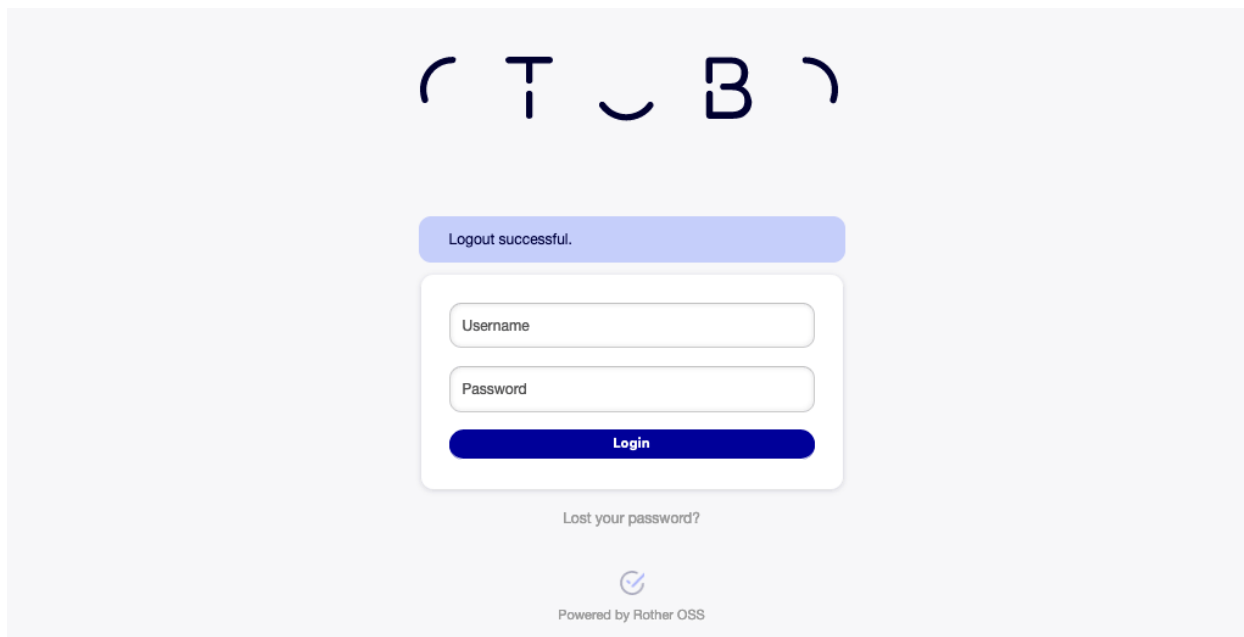 T B
Logout successful.
Username
Password
Login
Lost your password?
Powered by Rother OSS